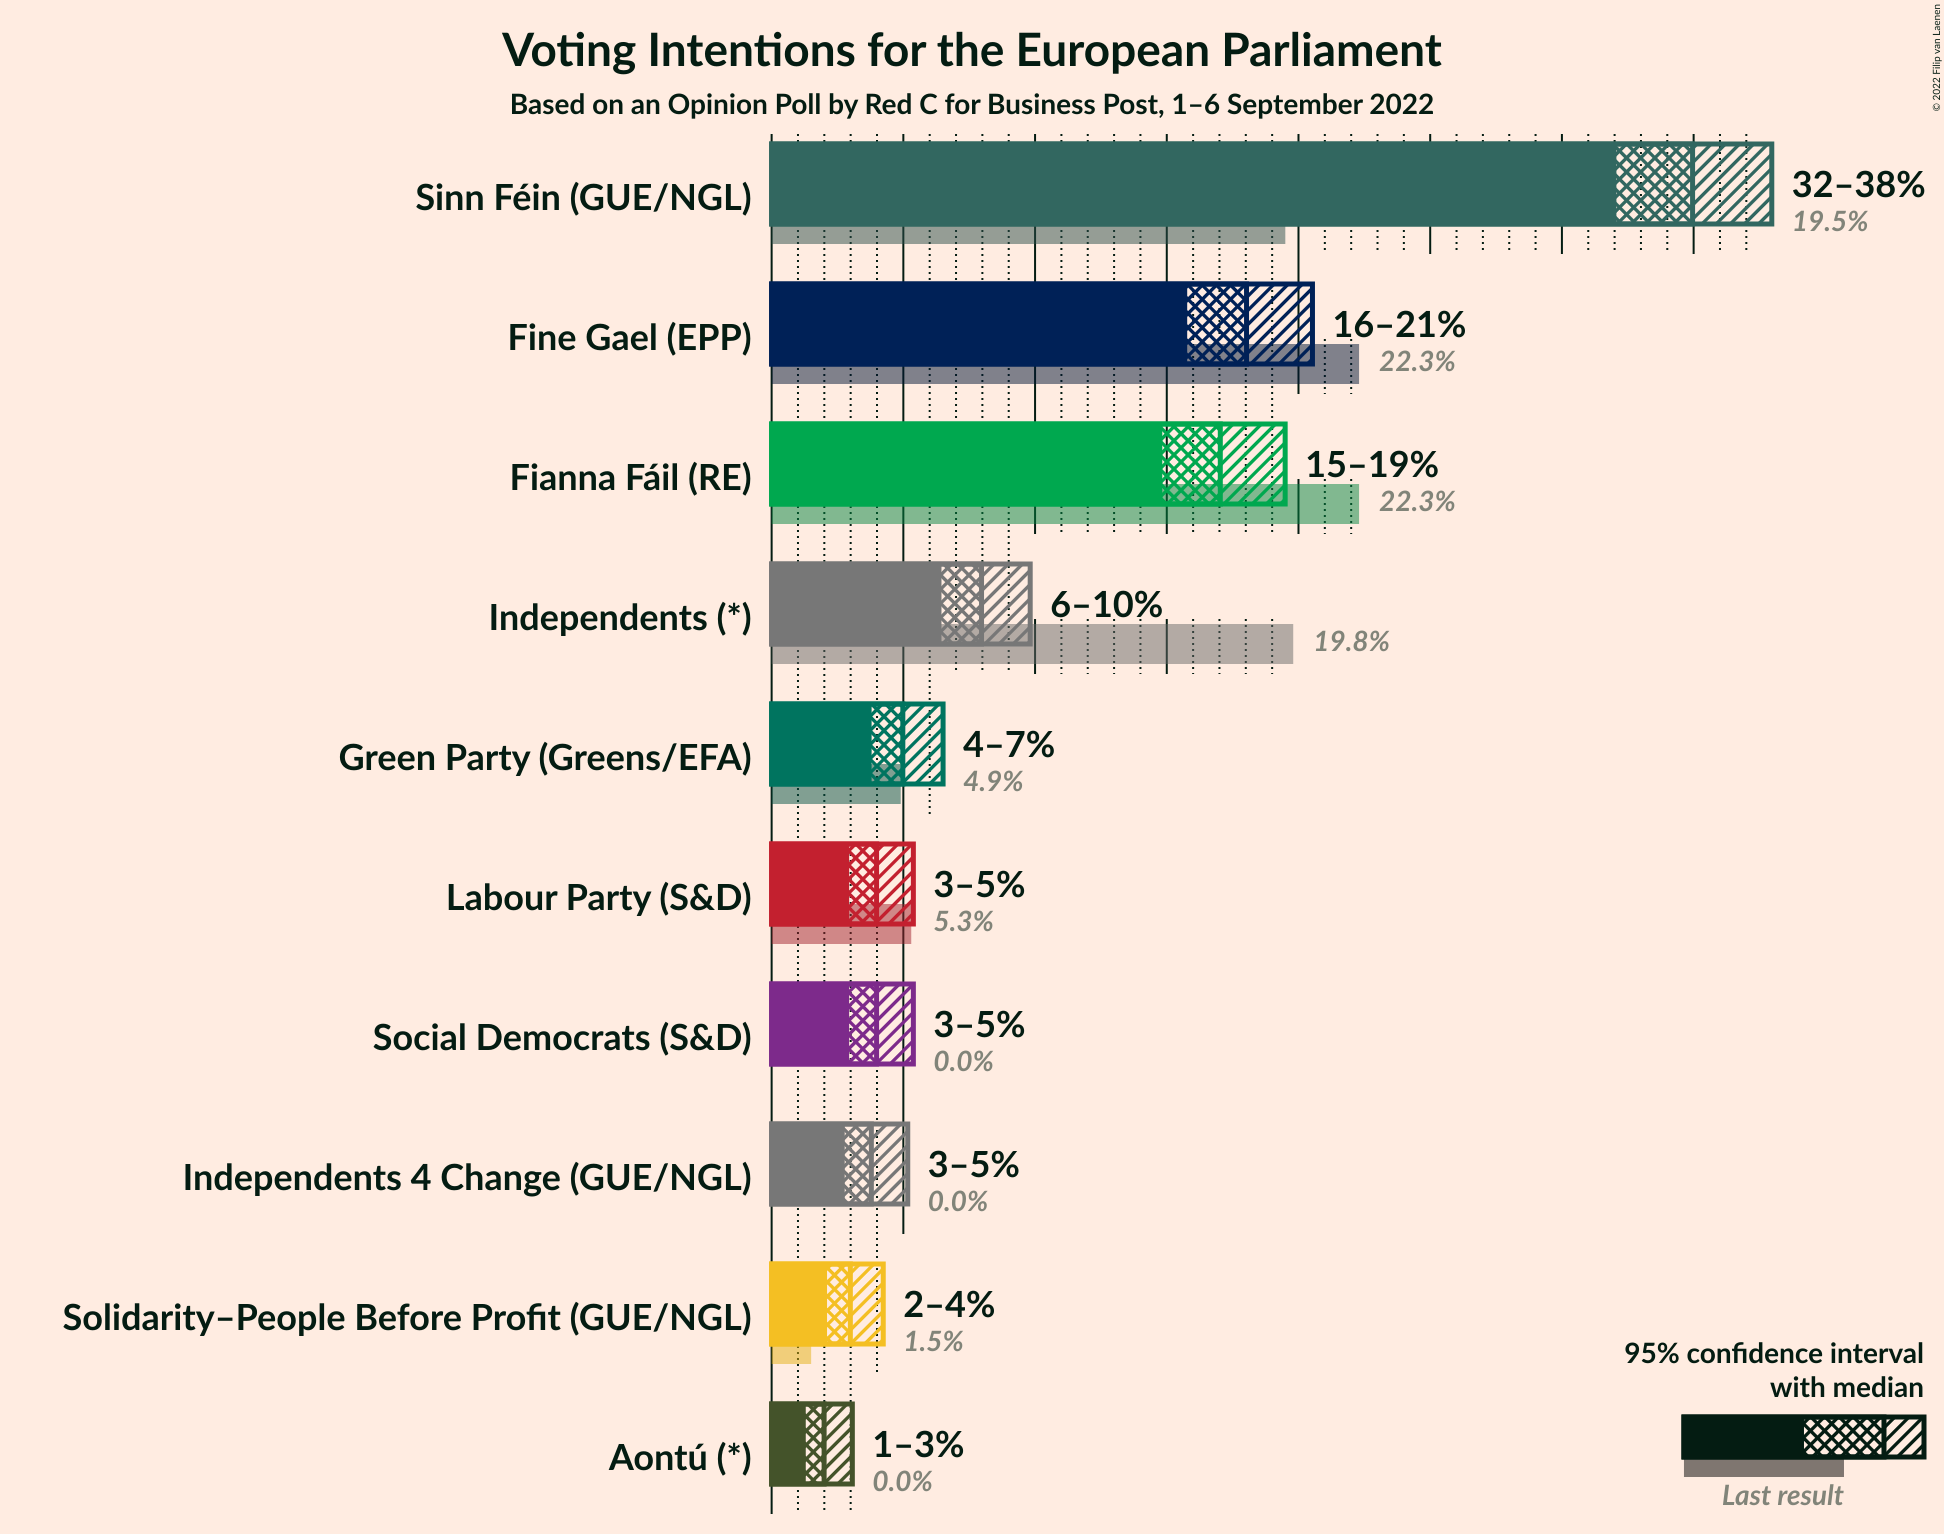 Voting Intentions for the European Parliament
Based on an Opinion Poll by Red C for Business Post, 1–6 September 2022
© 2022 Filip van Laenen
Sinn Féin (GUE/NGL)
32–38%
19.5%
Fine Gael (EPP)
16–21%
22.3%
Fianna Fáil (RE)
15–19%
22.3%
Independents (*)
6–10%
19.8%
Green Party (Greens/EFA)
4–7%
4.9%
Labour Party (S&D)
3–5%
5.3%
Social Democrats (S&D)
3–5%
0.0%
Independents 4 Change (GUE/NGL)
3–5%
0.0%
Solidarity–People Before Profit (GUE/NGL)
2–4%
1.5%
Aontú (*)
1–3%
0.0%
95% confidence interval
with median
Last result